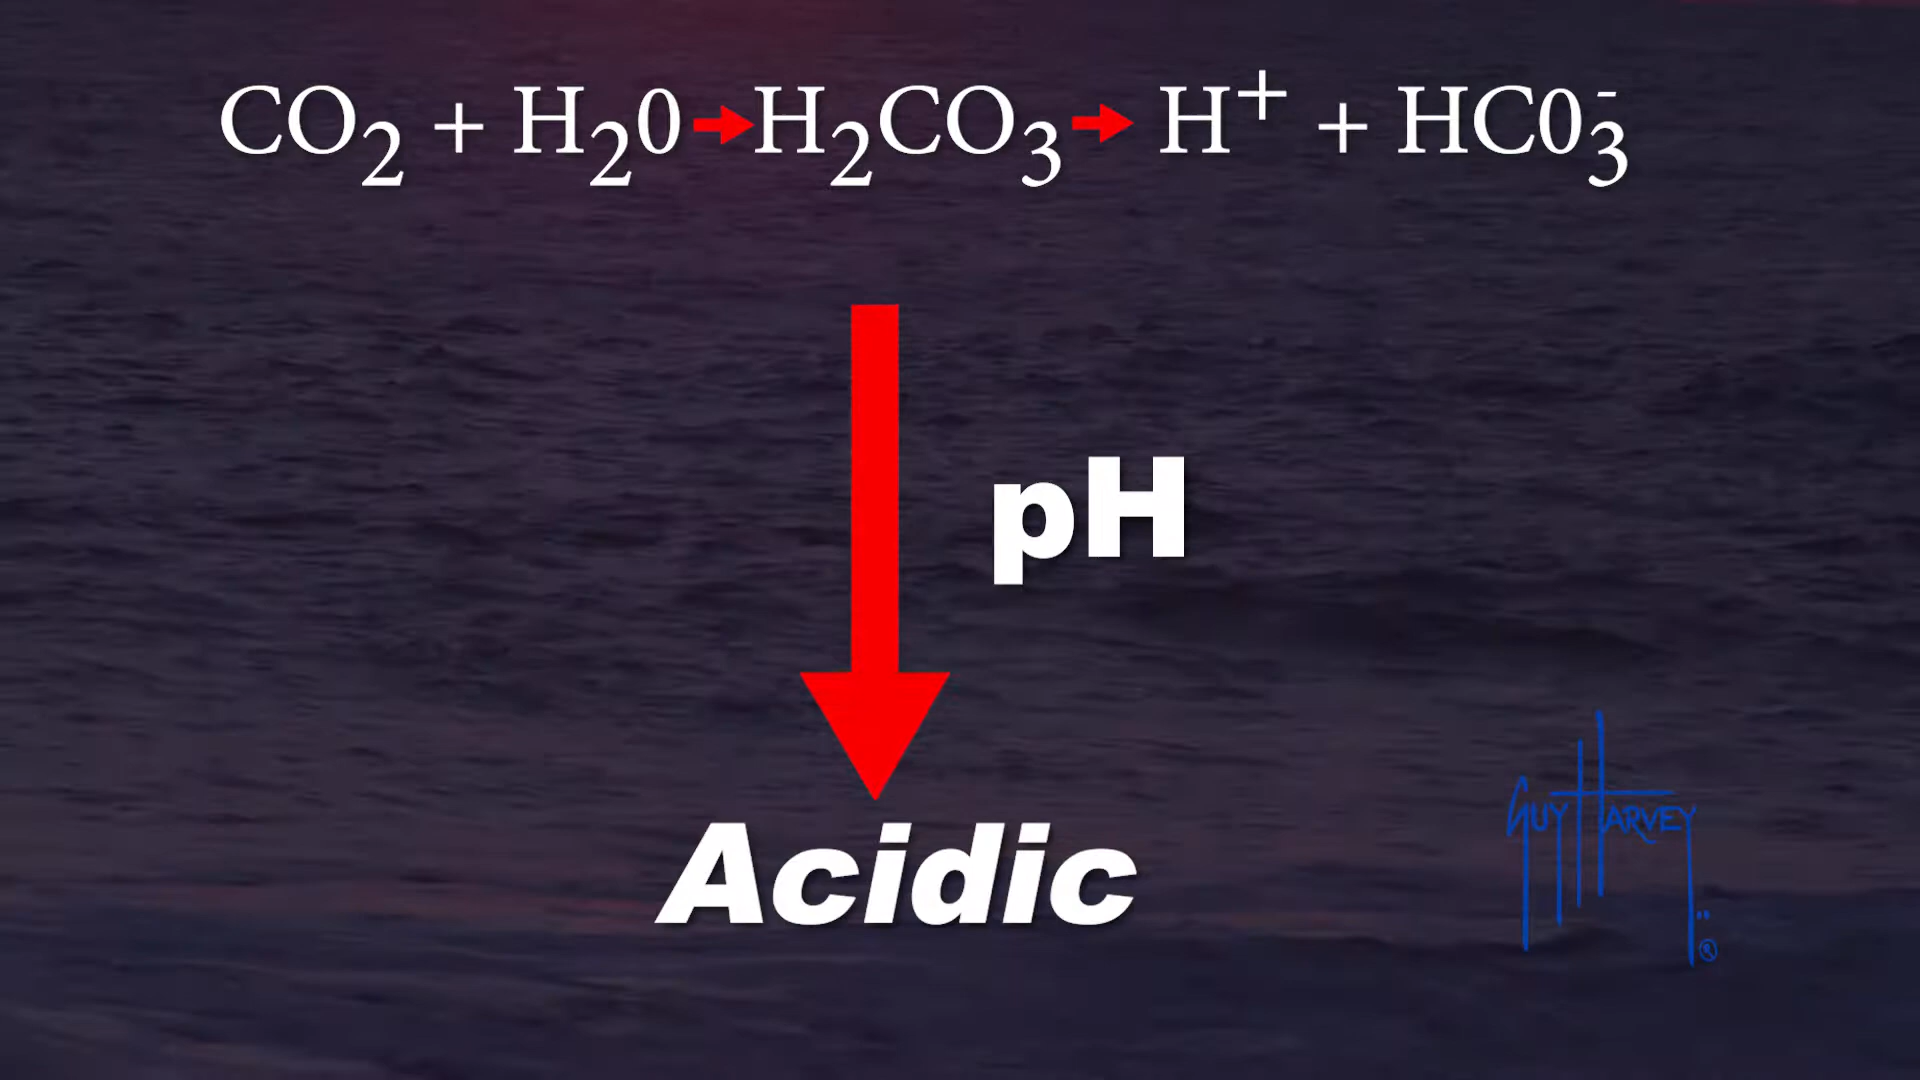 CO₂ + H₂0 → H₂CO₃ → H⁺ + HC0₃⁻
pH
Acidic
GUY HARVEY ®